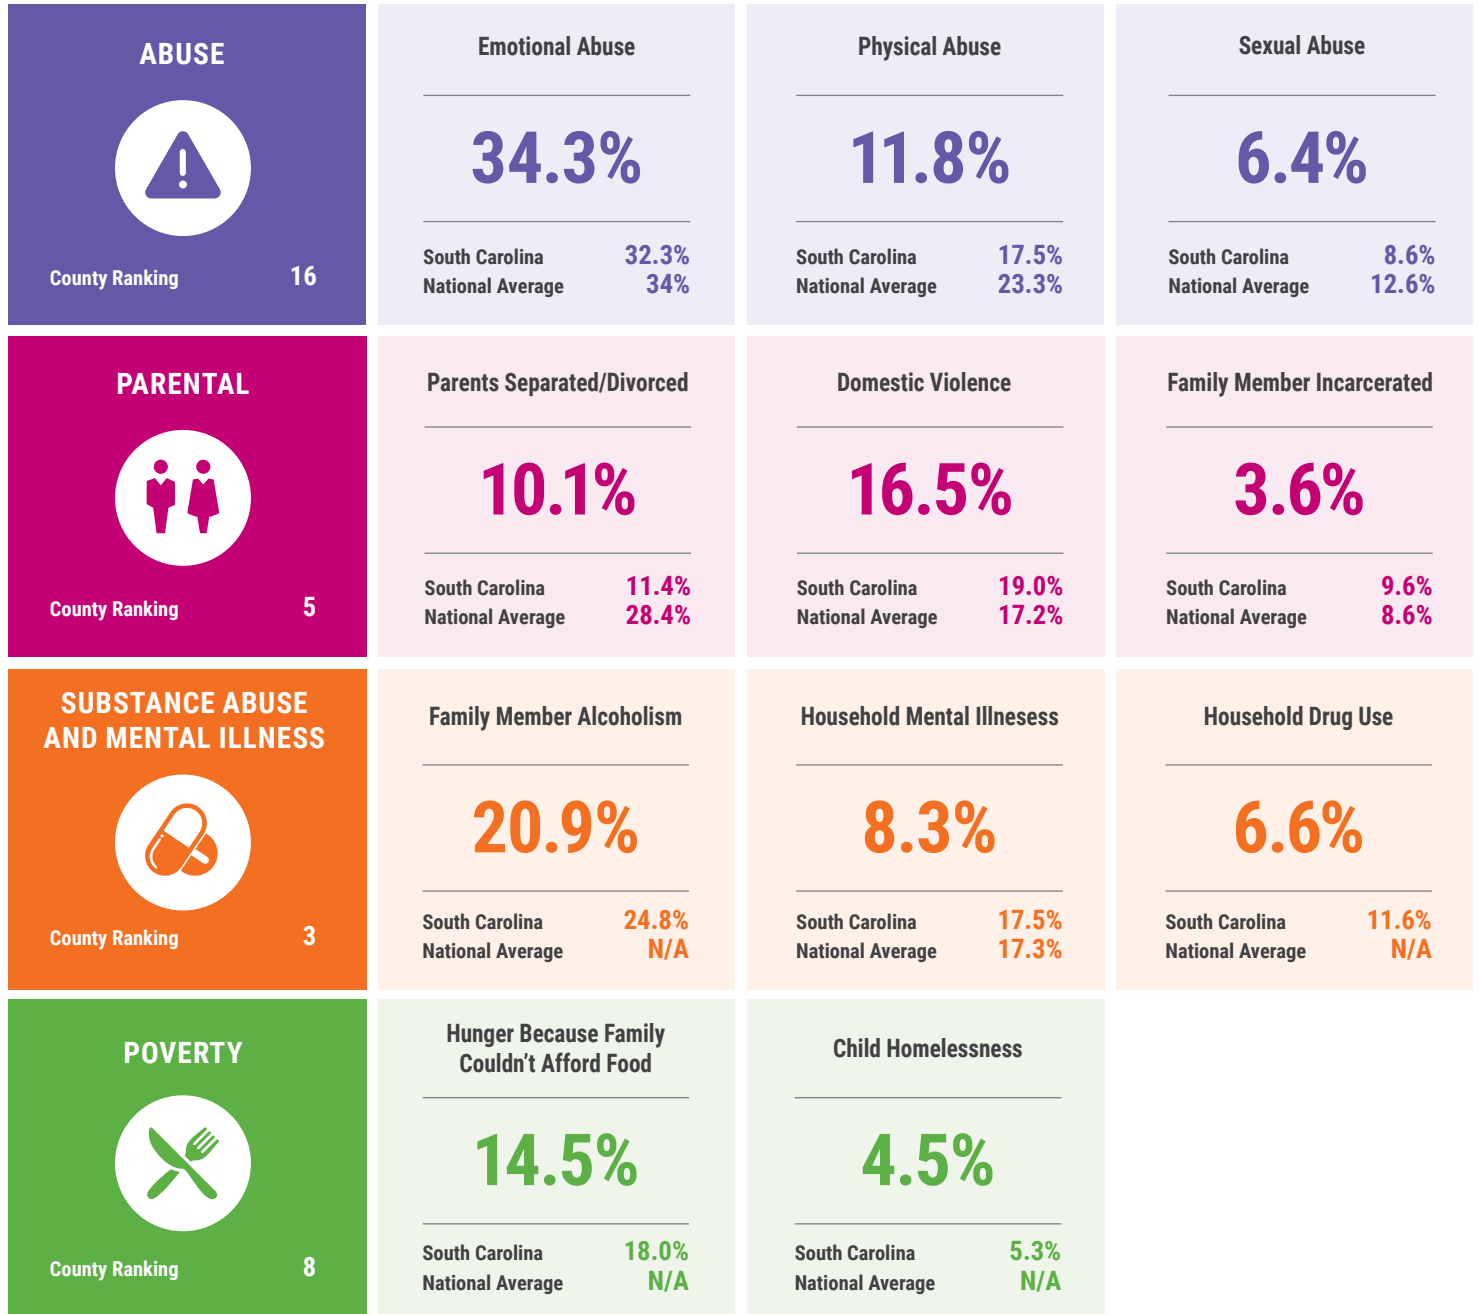 ABUSE
County Ranking 16
Emotional Abuse
34.3%
South Carolina 32.3%
National Average 34%
Physical Abuse
11.8%
South Carolina 17.5%
National Average 23.3%
Sexual Abuse
6.4%
South Carolina 8.6%
National Average 12.6%
PARENTAL
County Ranking 5
Parents Separated/Divorced
10.1%
South Carolina 11.4%
National Average 28.4%
Domestic Violence
16.5%
South Carolina 19.0%
National Average 17.2%
Family Member Incarcerated
3.6%
South Carolina 9.6%
National Average 8.6%
SUBSTANCE ABUSE
AND MENTAL ILLNESS
County Ranking 3
Family Member Alcoholism
20.9%
South Carolina 24.8%
National Average N/A
Household Mental Illnesess
8.3%
South Carolina 17.5%
National Average 17.3%
Household Drug Use
6.6%
South Carolina 11.6%
National Average N/A
POVERTY
County Ranking 8
Hunger Because Family
Couldn't Afford Food
14.5%
South Carolina 18.0%
National Average N/A
Child Homelessness
4.5%
South Carolina 5.3%
National Average N/A